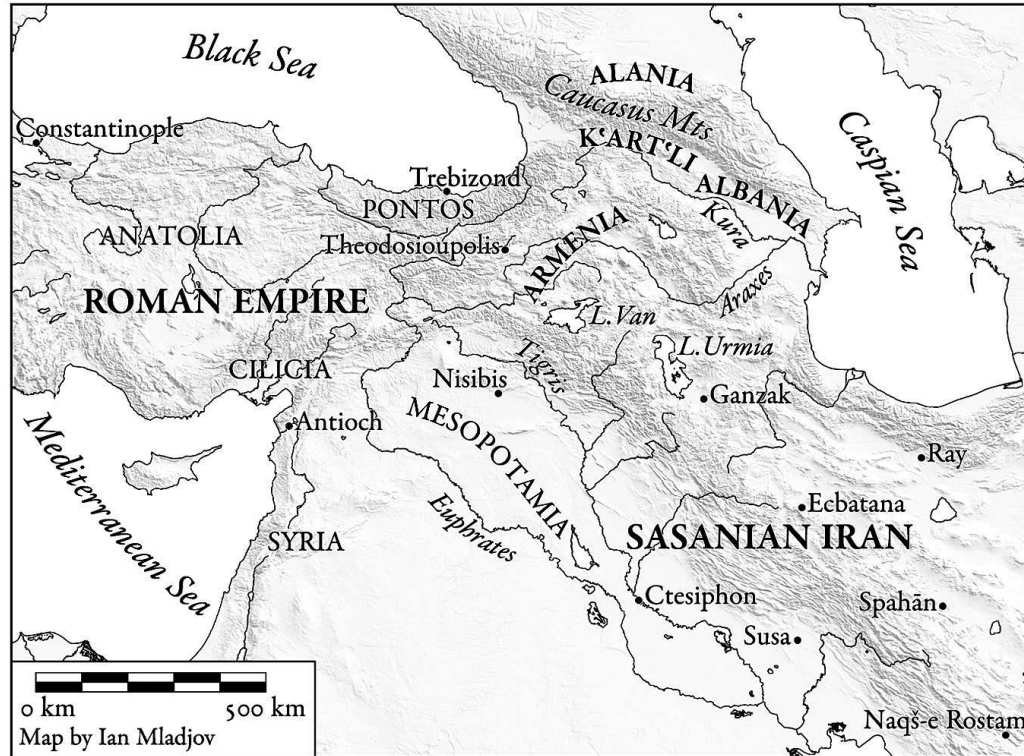 Black Sea
ALANIA
Caucasus Mts
Caspian Sea
Constantinople
KʿARTʿLI
Trebizond
ALBANIA
PONTOS
Kura
ANATOLIA
Theodosioupolis
ARMENIA
ROMAN EMPIRE
Araxes
L.Van
L.Urmia
CILICIA
Tigris
Nisibis
Ganzak
MESOPOTAMIA
Antioch
Mediterranean Sea
Ray
Euphrates
Ecbatana
SYRIA
SASANIAN IRAN
Ctesiphon
Spahān
Susa
0 km 500 km
Naqš-e Rostam
Map by Ian Mladjov